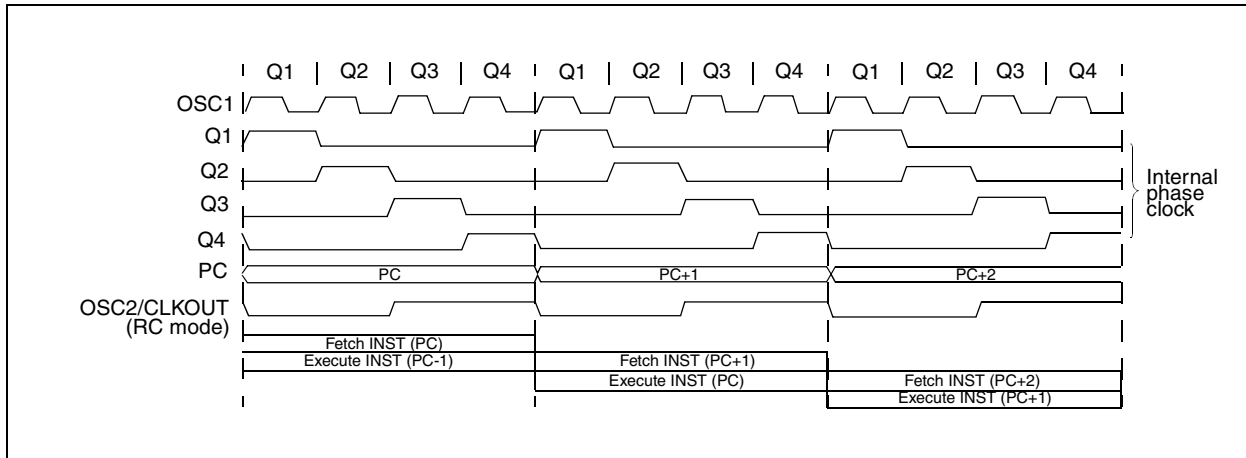 Q1 Q2 Q3 Q4 Q1 Q2 Q3 Q4 Q1 Q2 Q3 Q4
OSC1
Q1
Q2
Q3
Q4
Internal
phase
clock
PC
PC PC+1 PC+2
OSC2/CLKOUT
(RC mode)
Fetch INST (PC)
Execute INST (PC-1) Fetch INST (PC+1)
Execute INST (PC) Fetch INST (PC+2)
Execute INST (PC+1)